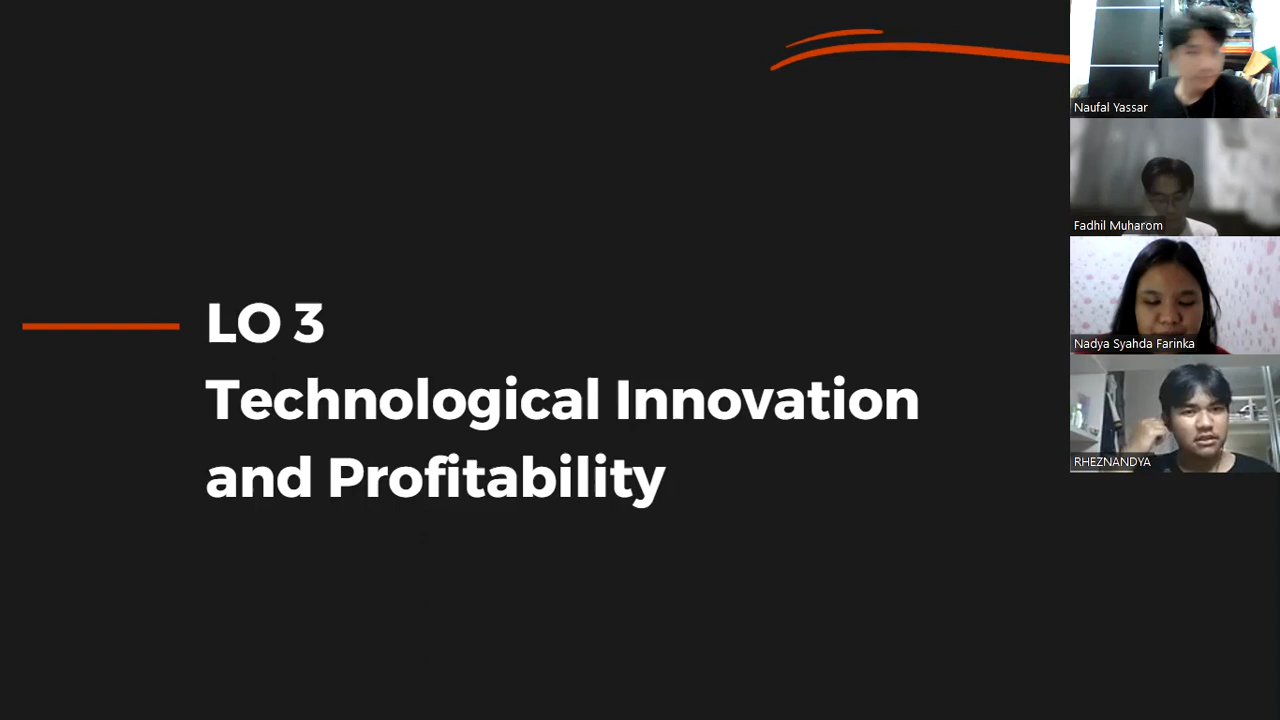 LO 3
Technological Innovation
and Profitability
Naufal Yassar
Fadhil Muharom
Nadya Syahda Farinka
RHEZNANDYA